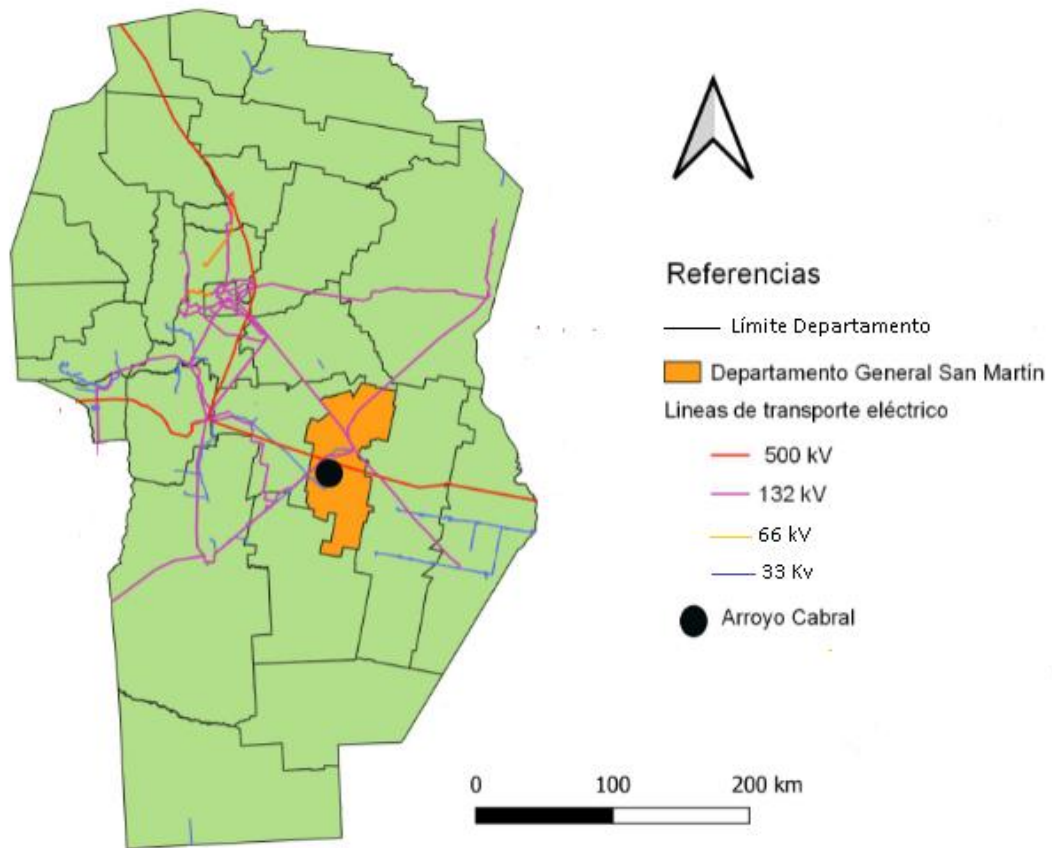 Referencias
Límite Departamento
Departamento General San Martín
Lineas de transporte eléctrico
500 kV
132 kV
66 kV
33 Kv
Arroyo Cabral
0 100 200 km